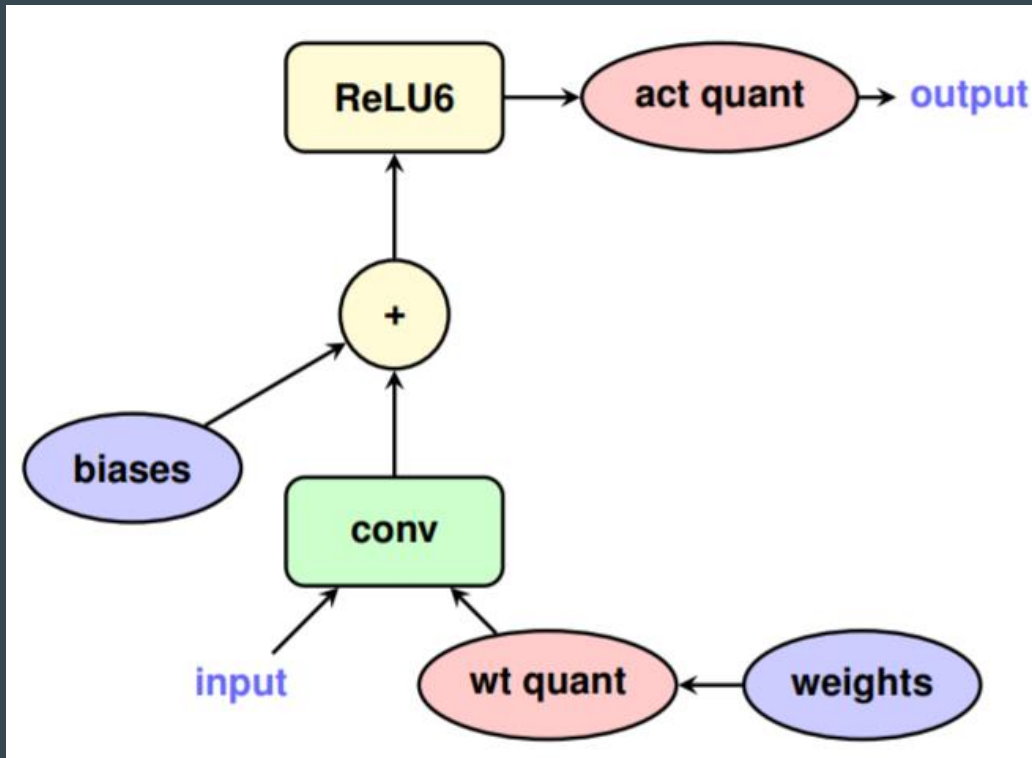 ReLU6
act quant
output
+
biases
conv
input
wt quant
weights